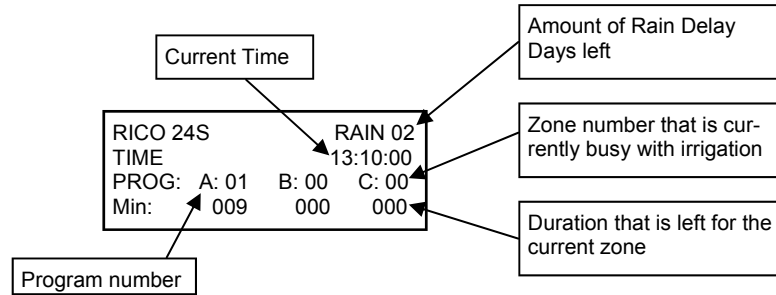 Amount of Rain Delay
Days left
Current Time
RICO 24S RAIN 02
TIME 13:10:00
PROG: A: 01 B: 00 C: 00
Min: 009 000 000
Zone number that is cur-
rently busy with irrigation
Duration that is left for the
current zone
Program number